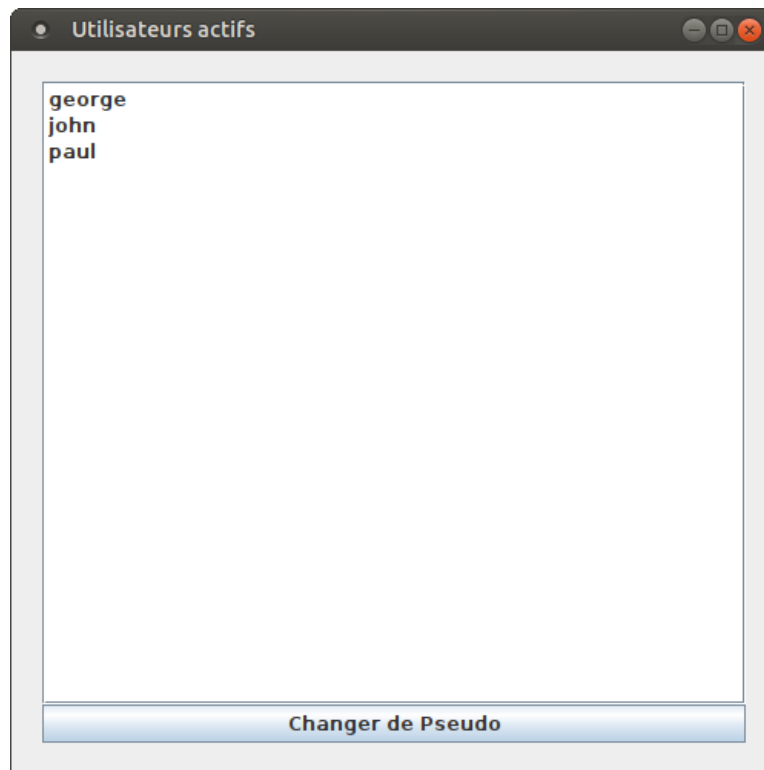 Utilisateurs actifs
george
john
paul
Changer de Pseudo